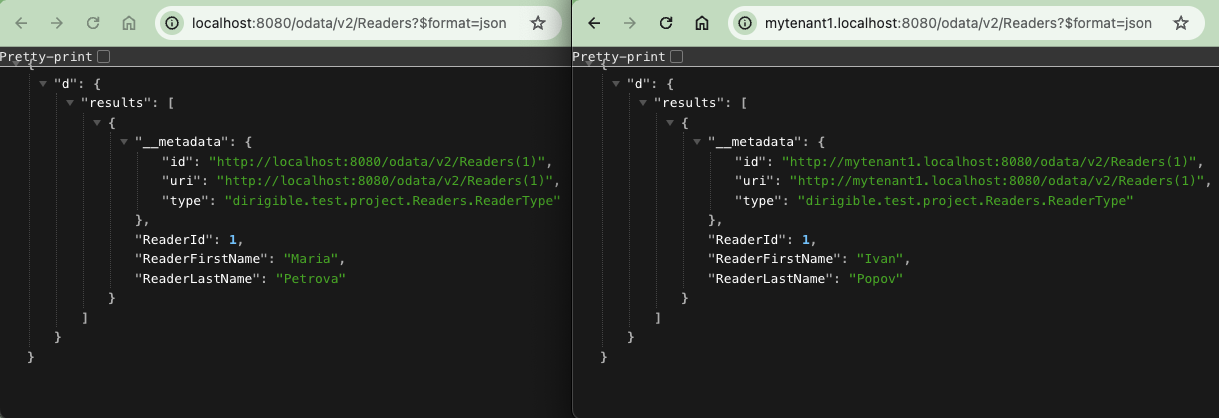 localhost:8080/odata/v2/Readers?$format=json
Pretty-print
{
"d": {
"results": [
{
"__metadata": {
"id": "http://localhost:8080/odata/v2/Readers(1)",
"uri": "http://localhost:8080/odata/v2/Readers(1)",
"type": "dirigible.test.project.Readers.ReaderType"
},
"ReaderId": 1,
"ReaderFirstName": "Maria",
"ReaderLastName": "Petrova"
}
]
}
}
mytenant1.localhost:8080/odata/v2/Readers?$format=json
Pretty-print
{
"d": {
"results": [
{
"__metadata": {
"id": "http://mytenant1.localhost:8080/odata/v2/Readers(1)",
"uri": "http://mytenant1.localhost:8080/odata/v2/Readers(1)",
"type": "dirigible.test.project.Readers.ReaderType"
},
"ReaderId": 1,
"ReaderFirstName": "Ivan",
"ReaderLastName": "Popov"
}
]
}
}